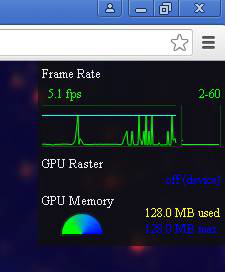 Frame Rate
5.1 fps 2-60
GPU Raster
off (device)
GPU Memory
128.0 MB used
128.0 MB max